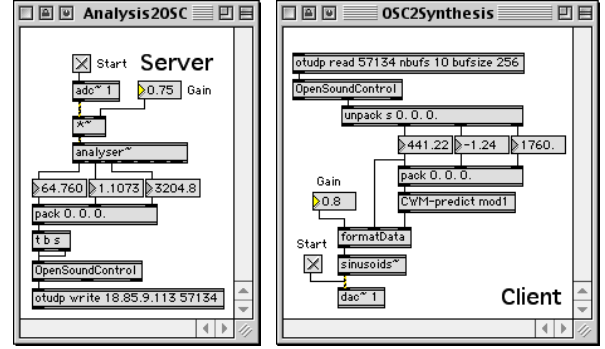 Analysis2OSC
Start
Server
adc~ 1
0.75
Gain
*~
analyser~
64.760
1.1073
3204.8
pack 0. 0. 0.
t b s
OpenSoundControl
otudp write 18.85.9.113 57134
OSC2Synthesis
otudp read 57134 nbufs 10 bufsize 256
OpenSoundControl
unpack s 0. 0. 0.
441.22
-1.24
1760.
pack 0. 0. 0.
Gain
0.8
CWM-predict mod1
formatData
Start
sinusoids~
dac~ 1
Client